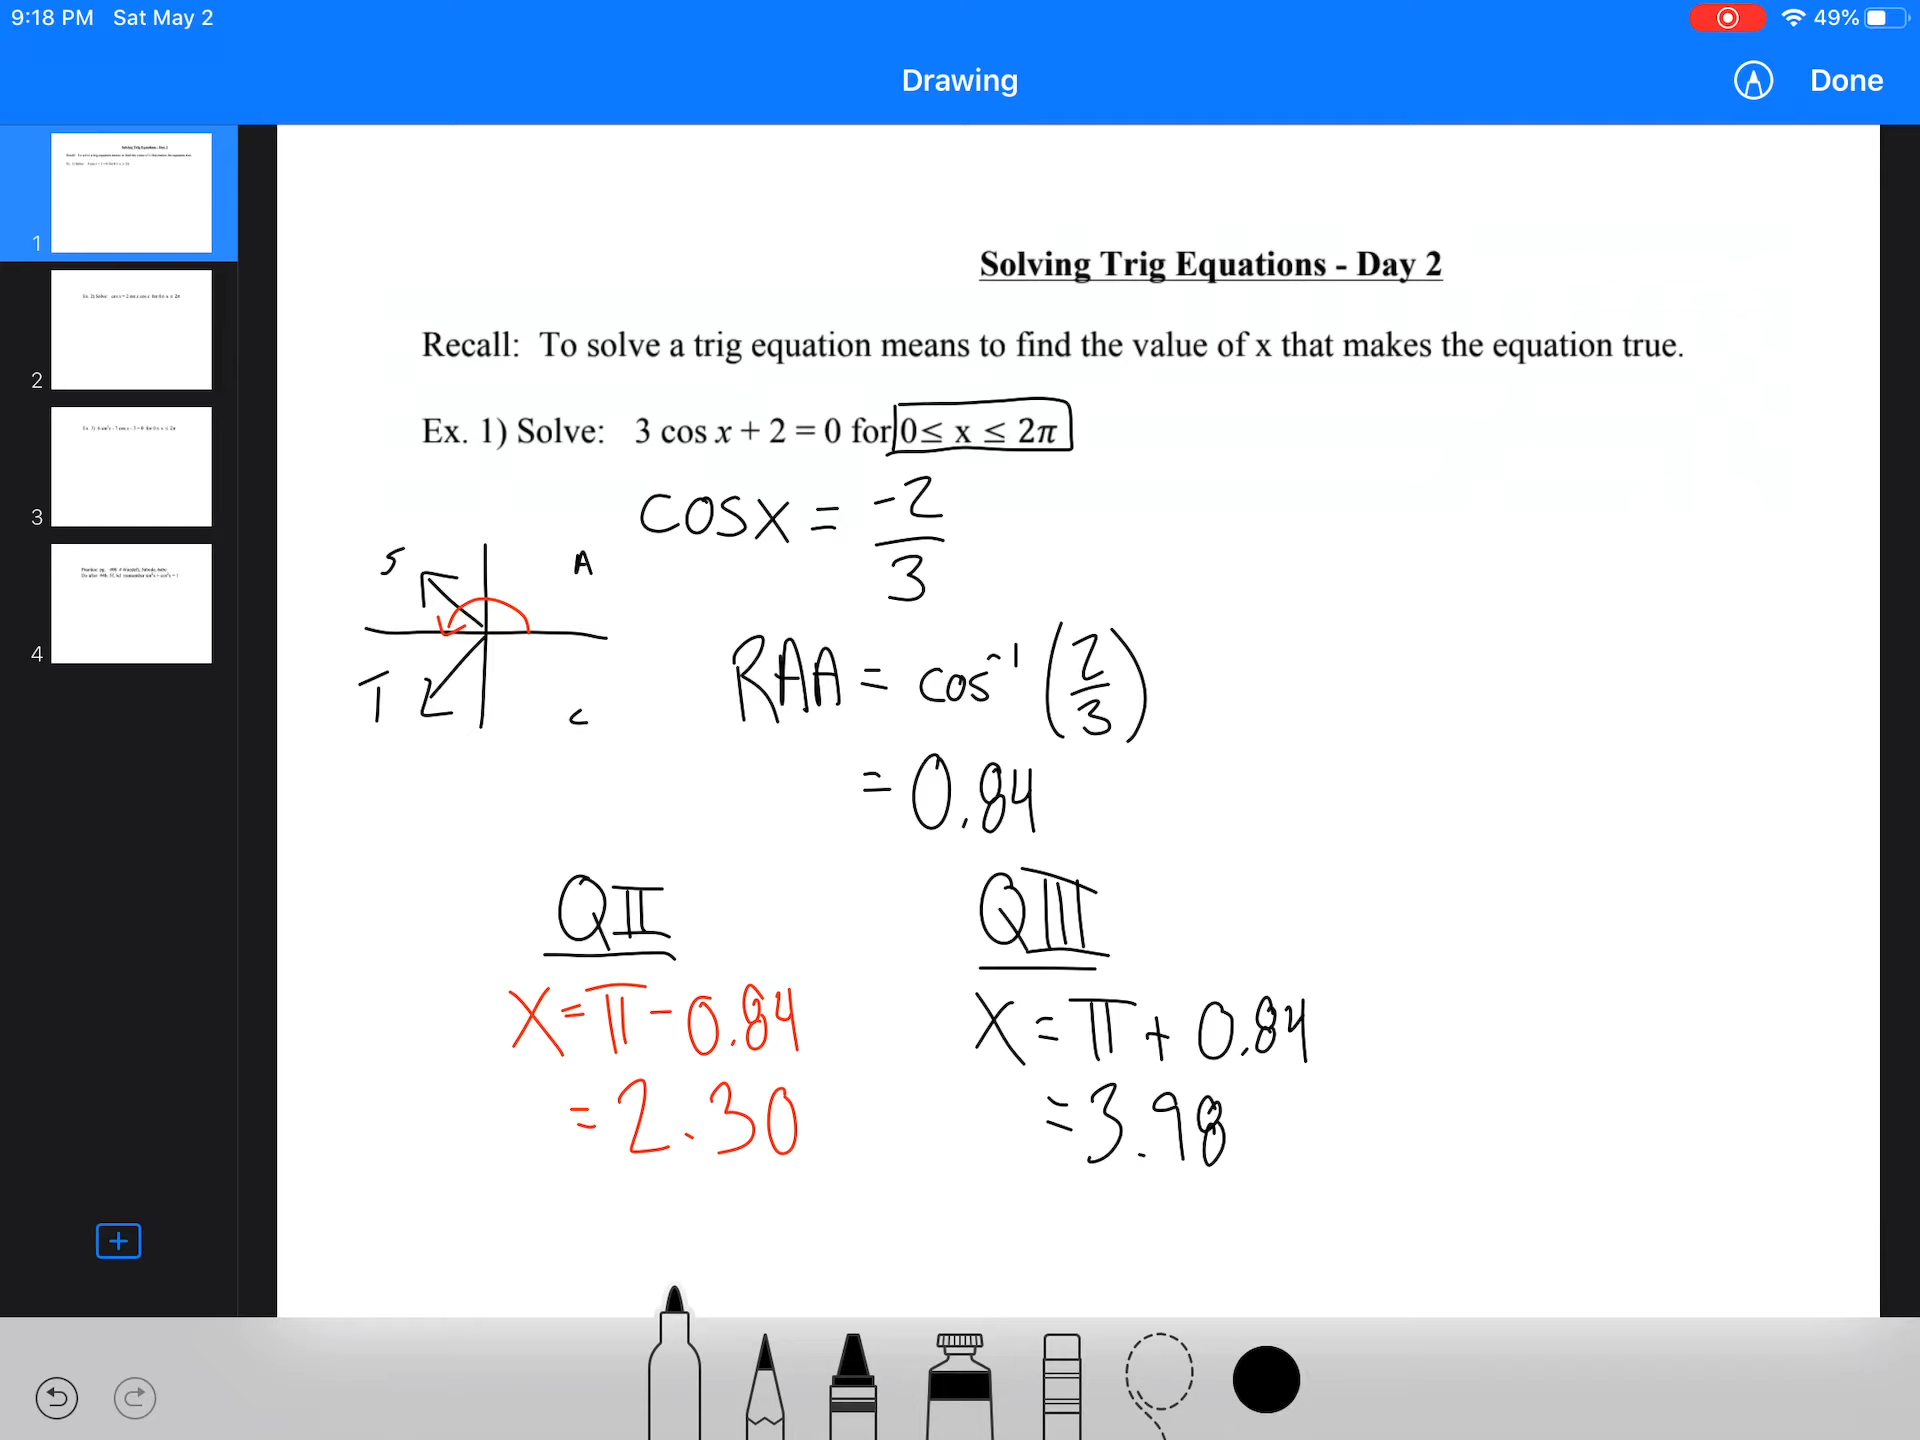 9:18 PM Sat May 2
49%
Drawing
Done
1
2
3
4
Solving Trig Equations - Day 2
Recall: To solve a trig equation means to find the value of x that makes the equation true.
Ex. 1) Solve: 3 cos x + 2 = 0 for 0 ≤ x ≤ 2π
cosx = -2/3
S A
T C
RAA = cos⁻¹ (2/3)
= 0.84
QII
x = π - 0.84
= 2.30
QIII
x = π + 0.84
= 3.98